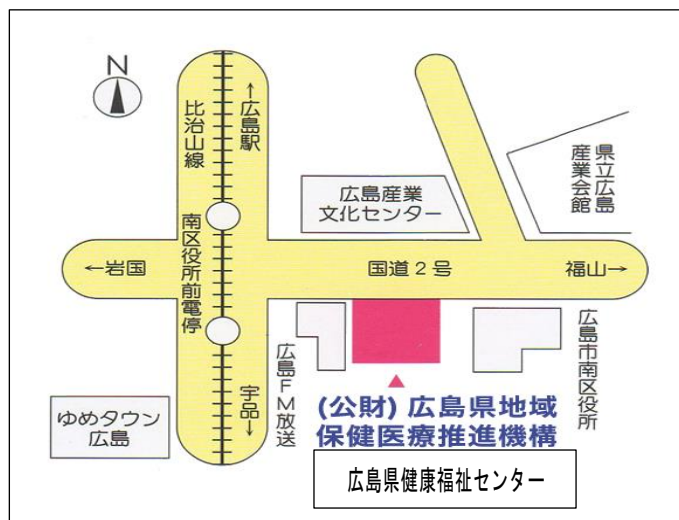 N
比治山線
←広島駅
広島産業
文化センター
県立広島
産業会館
←岩国
南区役所前電停
国道2号
福山→
広島FM放送
広島市南区役所
宇品→
ゆめタウン
広島
(公財)広島県地域
保健医療推進機構
広島県健康福祉センター